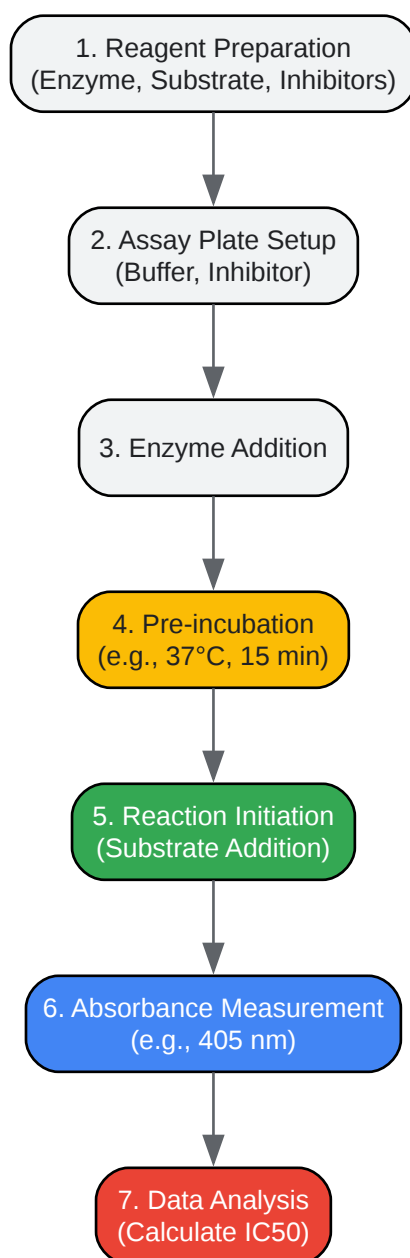 1. Reagent Preparation
(Enzyme, Substrate, Inhibitors)
2. Assay Plate Setup
(Buffer, Inhibitor)
3. Enzyme Addition
4. Pre-incubation
(e.g., 37°C, 15 min)
5. Reaction Initiation
(Substrate Addition)
6. Absorbance Measurement
(e.g., 405 nm)
7. Data Analysis
(Calculate IC50)